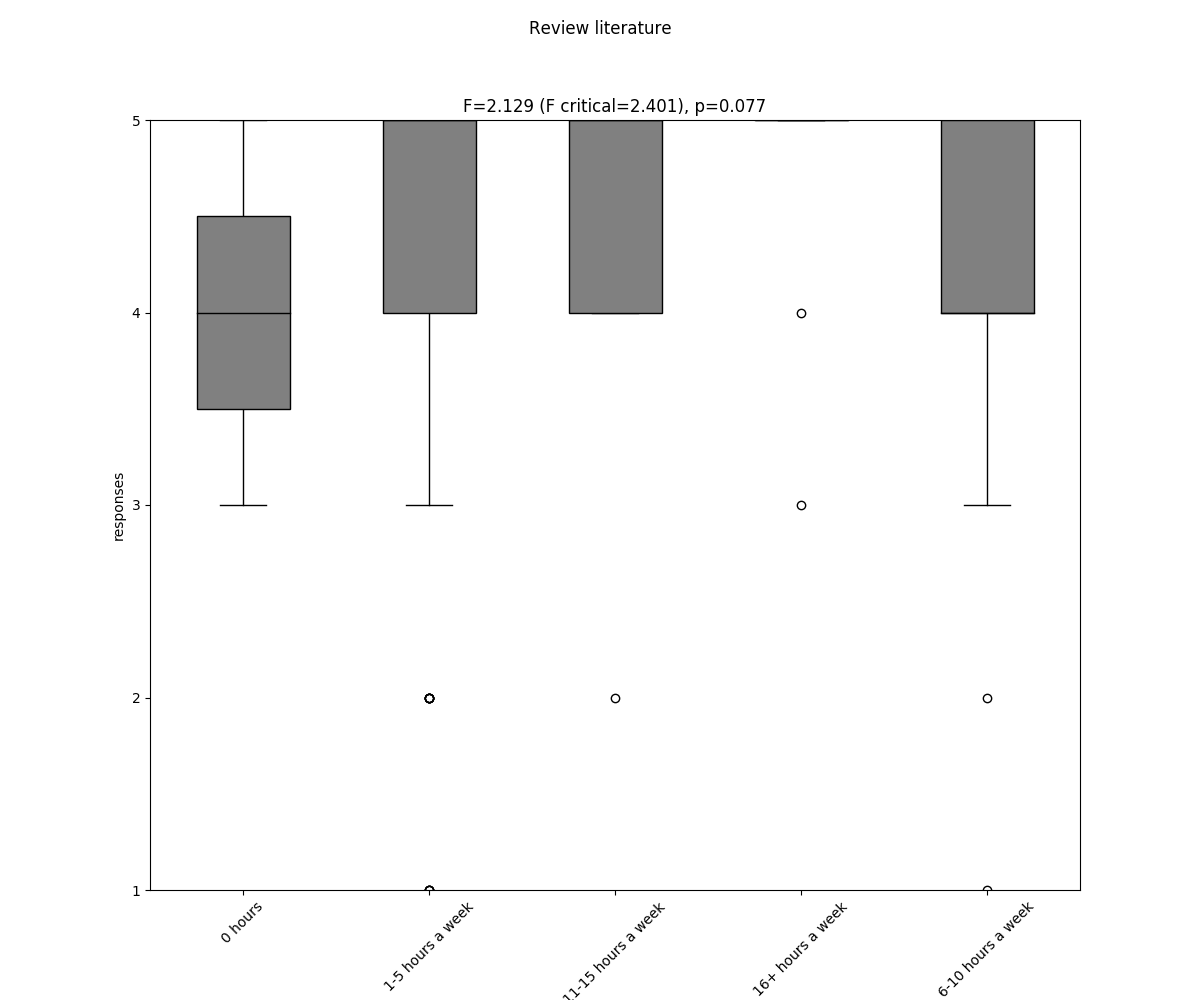 Review literature
F=2.129 (F critical=2.401), p=0.077
5
4
3
2
1
responses
0 hours
1-5 hours a week
11-15 hours a week
16+ hours a week
6-10 hours a week